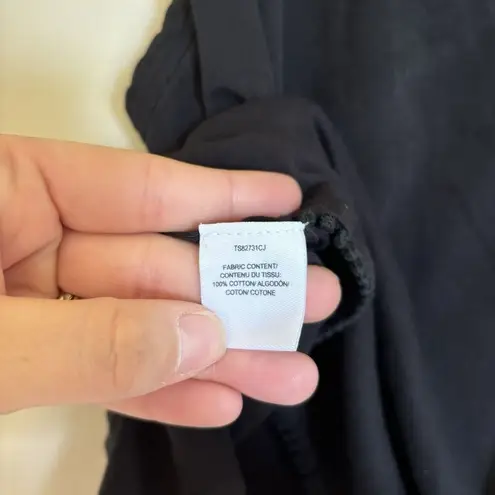 TS82731CJ
FABRIC CONTENT/
CONTENU DU TISSU:
100% COTTON/ ALGODÓN/
COTON/ COTONE